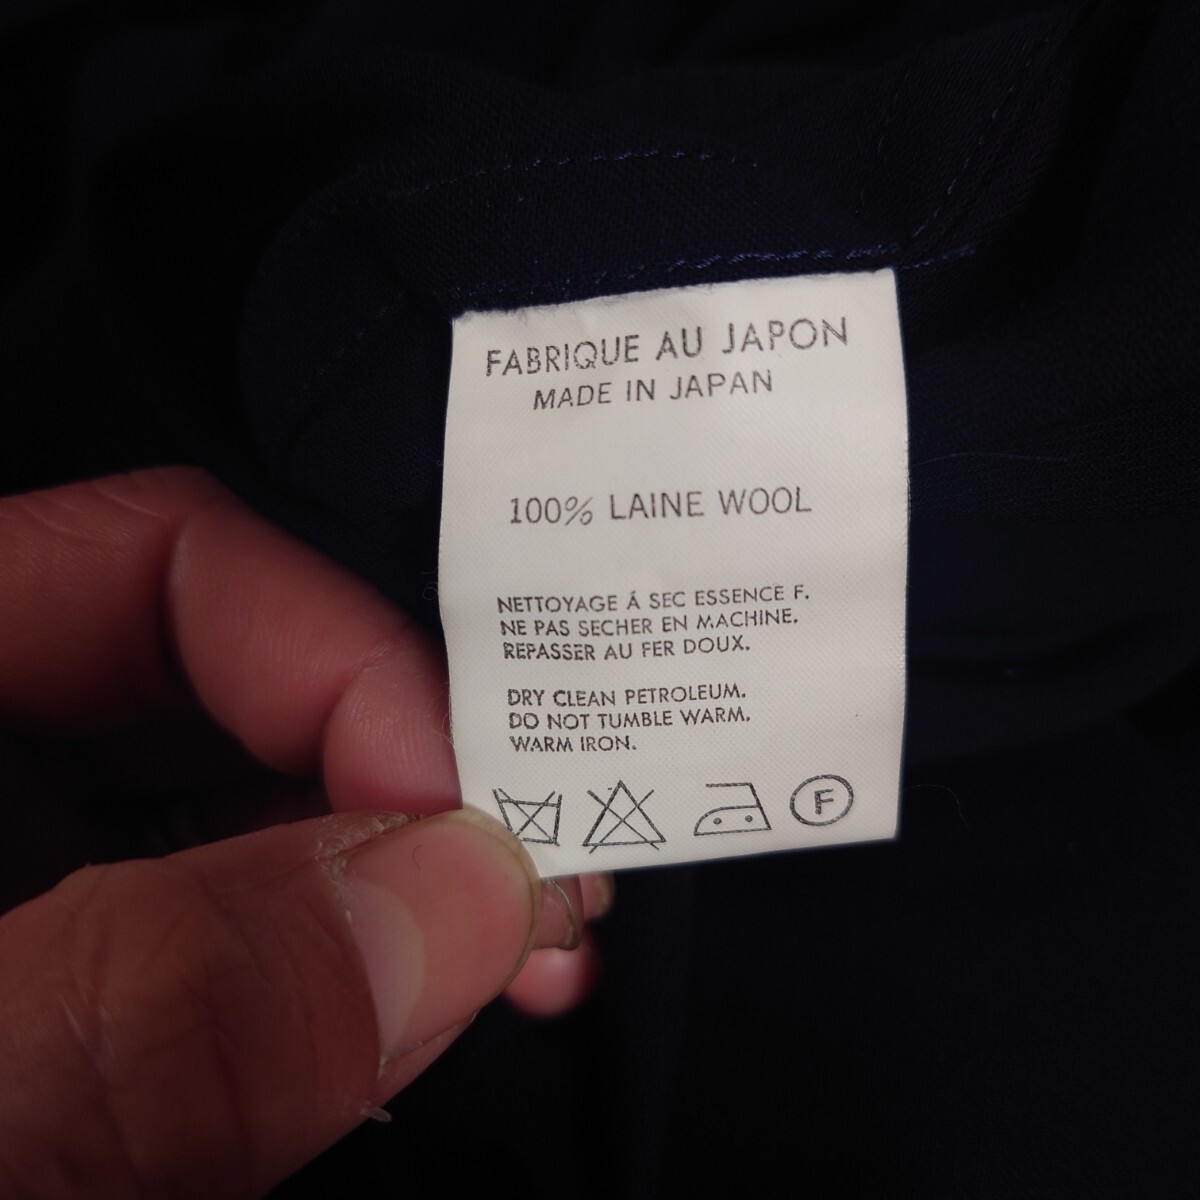 FABRIQUE AU JAPON
MADE IN JAPAN
100% LAINE WOOL
NETTOYAGE Á SEC ESSENCE F.
NE PAS SECHER EN MACHINE.
REPASSER AU FER DOUX.
DRY CLEAN PETROLEUM.
DO NOT TUMBLE WARM.
WARM IRON.
F